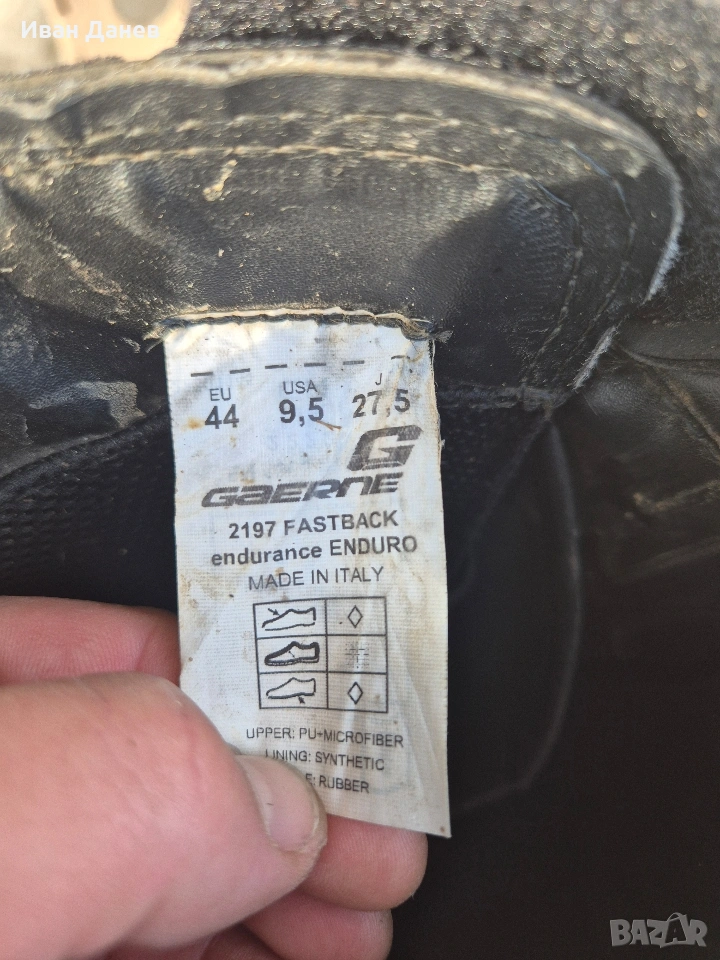 Иван Данев
EU USA J
44 9,5 27,5
G
GAERNE
2197 FASTBACK
endurance ENDURO
MADE IN ITALY
UPPER: PU-MICROFIBER
LINING: SYNTHETIC
: RUBBER
BAZAR